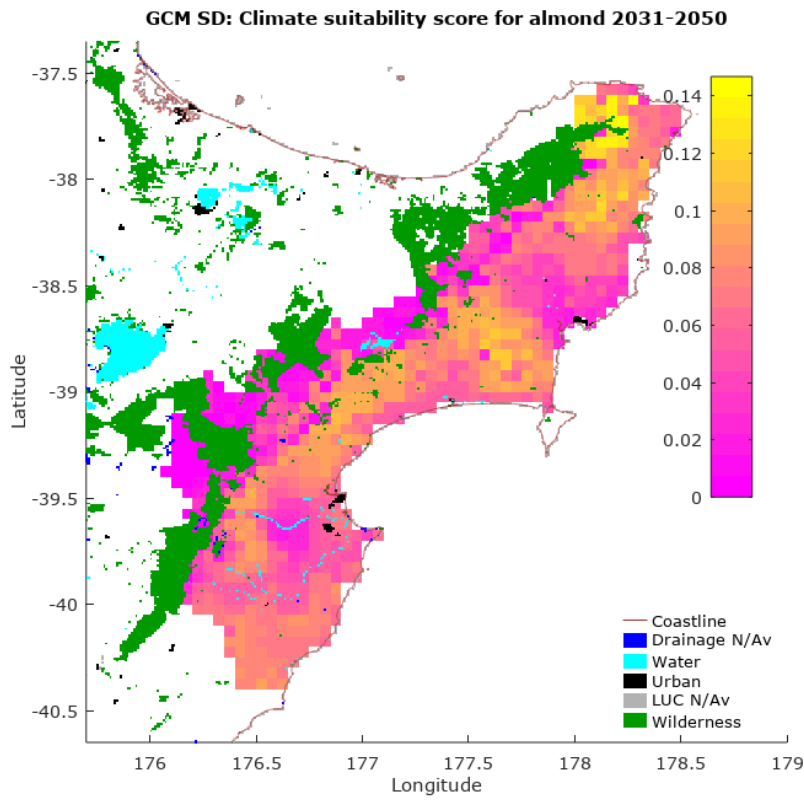 GCM SD: Climate suitability score for almond 2031-2050
-37.5
-38
-38.5
-39
-39.5
-40
-40.5
Latitude
176
176.5
177
177.5
178
178.5
179
Longitude
0.14
0.12
0.1
0.08
0.06
0.04
0.02
0
Coastline
Drainage N/Av
Water
Urban
LUC N/Av
Wilderness